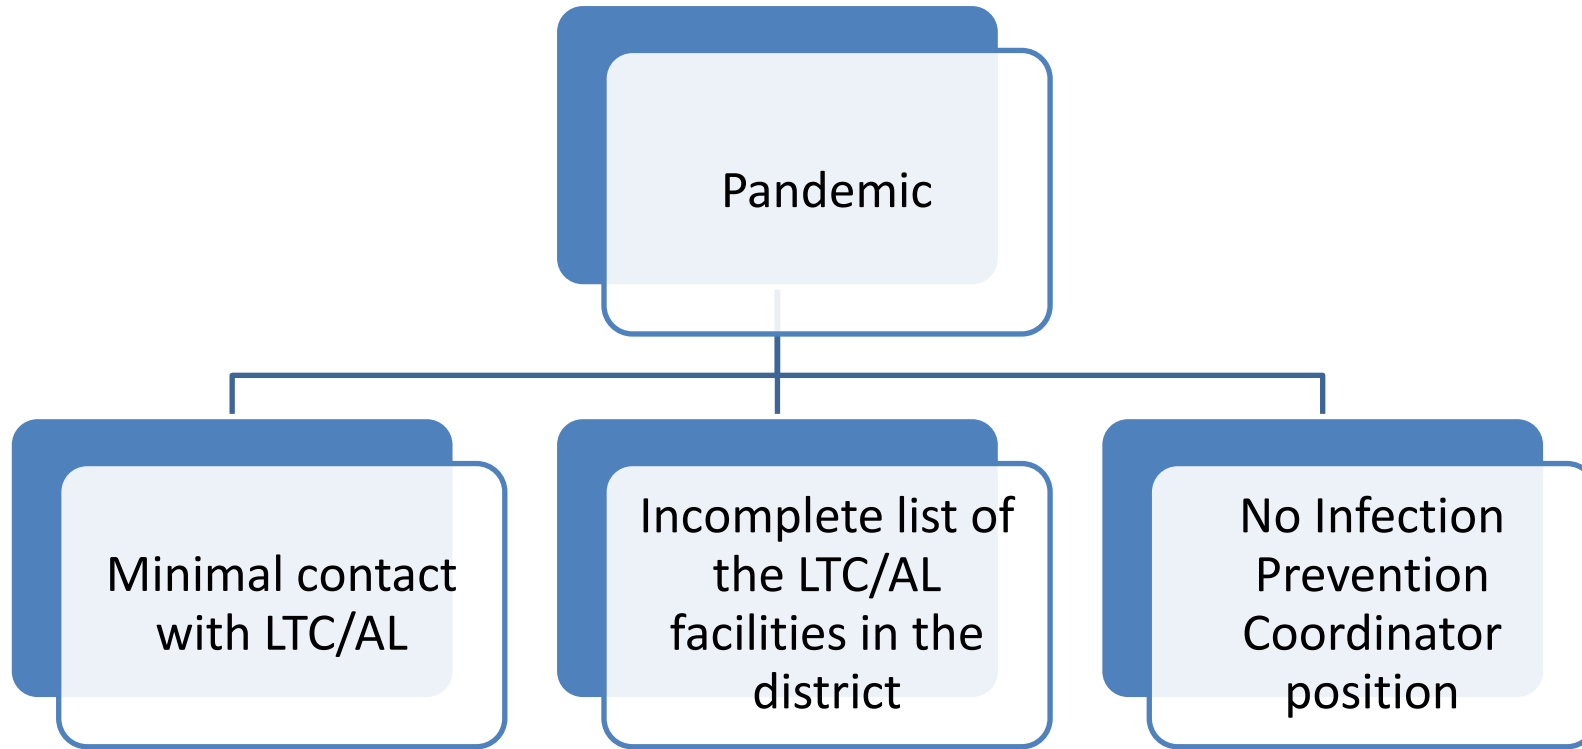 Pandemic
Minimal contact
with LTC/AL
Incomplete list of
the LTC/AL
facilities in the
district
No Infection
Prevention
Coordinator
position